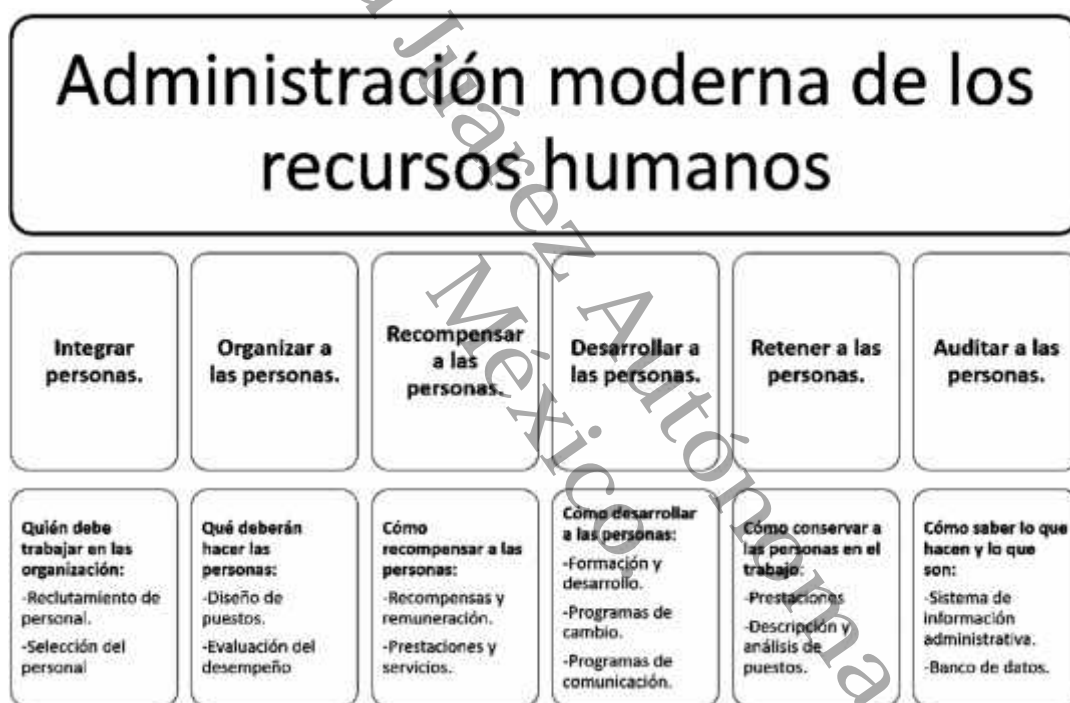 Administración moderna de los
recursos humanos
Integrar
personas.
Organizar a
las personas.
Recompensar
a las
personas.
Desarrollar a
las personas.
Retener a las
personas.
Auditar a las
personas.
Quién debe
trabajar en las
organización:
-Reclutamiento de
personal.
-Selección del
personal
Qué deberán
hacer las
personas:
-Diseño de
puestos.
-Evaluación del
desempeño
Cómo
recompensar a las
personas:
-Recompensas y
remuneración.
-Prestaciones y
servicios.
Cómo desarrollar
a las personas:
-Formación y
desarrollo.
-Programas de
cambio.
-Programas de
comunicación.
Cómo conservar a
las personas en el
trabajo:
-Prestaciones
-Descripción y
análisis de
puestos.
Cómo saber lo que
hacen y lo que
son:
-Sistema de
información
administrativa.
-Banco de datos.
Juárez Autónoma
México.